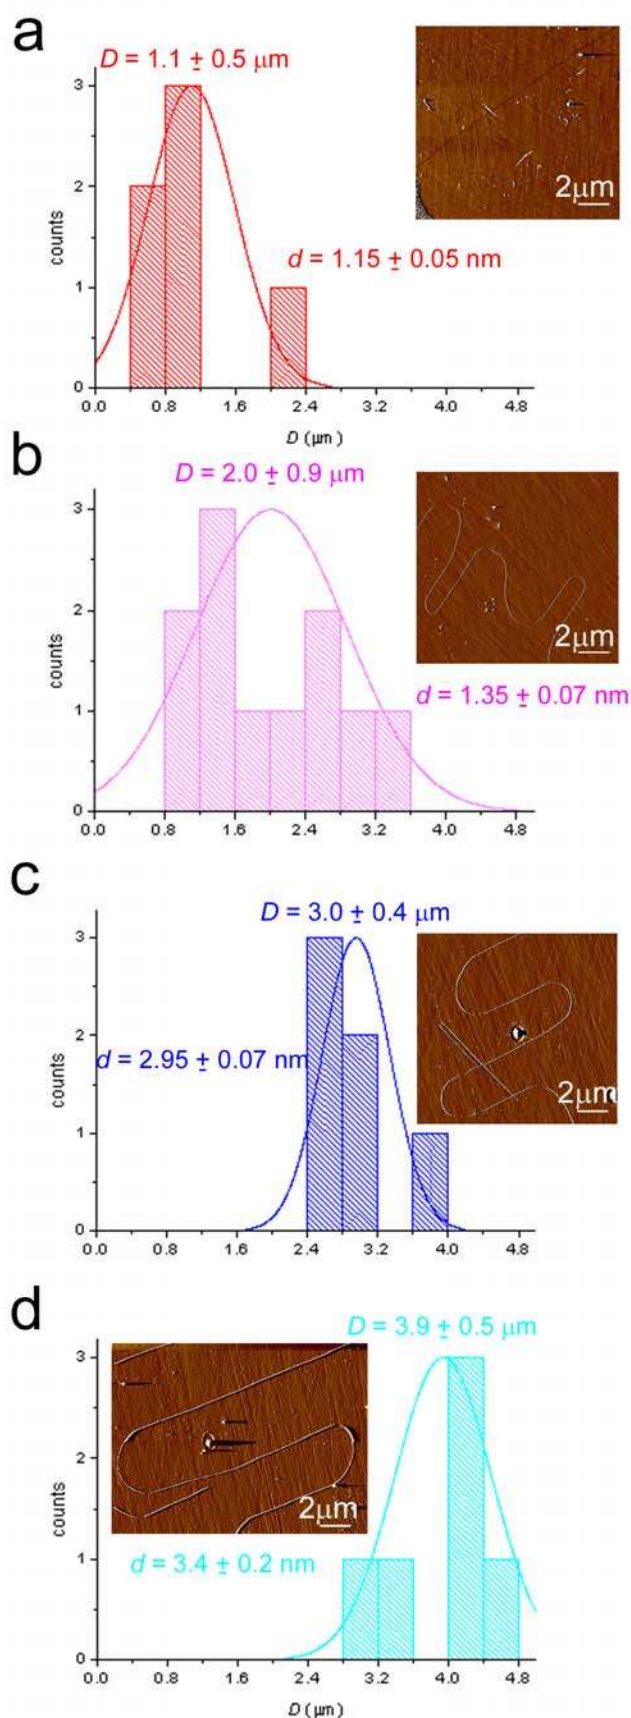 a
D = 1.1 ± 0.5 μm
2μm
d = 1.15 ± 0.05 nm
counts
3
2
1
0
0.0 0.8 1.6 2.4 3.2 4.0 4.8
D (μm)
b
D = 2.0 ± 0.9 μm
2μm
d = 1.35 ± 0.07 nm
counts
3
2
1
0
0.0 0.8 1.6 2.4 3.2 4.0 4.8
c
D = 3.0 ± 0.4 μm
d = 2.95 ± 0.07 nm
2μm
counts
3
2
1
0
0.0 0.8 1.6 2.4 3.2 4.0 4.8
d
D = 3.9 ± 0.5 μm
2μm
d = 3.4 ± 0.2 nm
counts
3
2
1
0
0.0 0.8 1.6 2.4 3.2 4.0 4.8
D (μm)